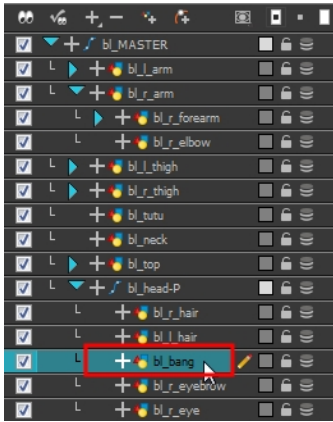 bl_MASTER
bl_l_arm
bl_r_arm
bl_r_forearm
bl_r_elbow
bl_l_thigh
bl_r_thigh
bl_tutu
bl_neck
bl_top
bl_head-P
bl_r_hair
bl_l_hair
bl_bang
bl_r_eyebrow
bl_r_eye